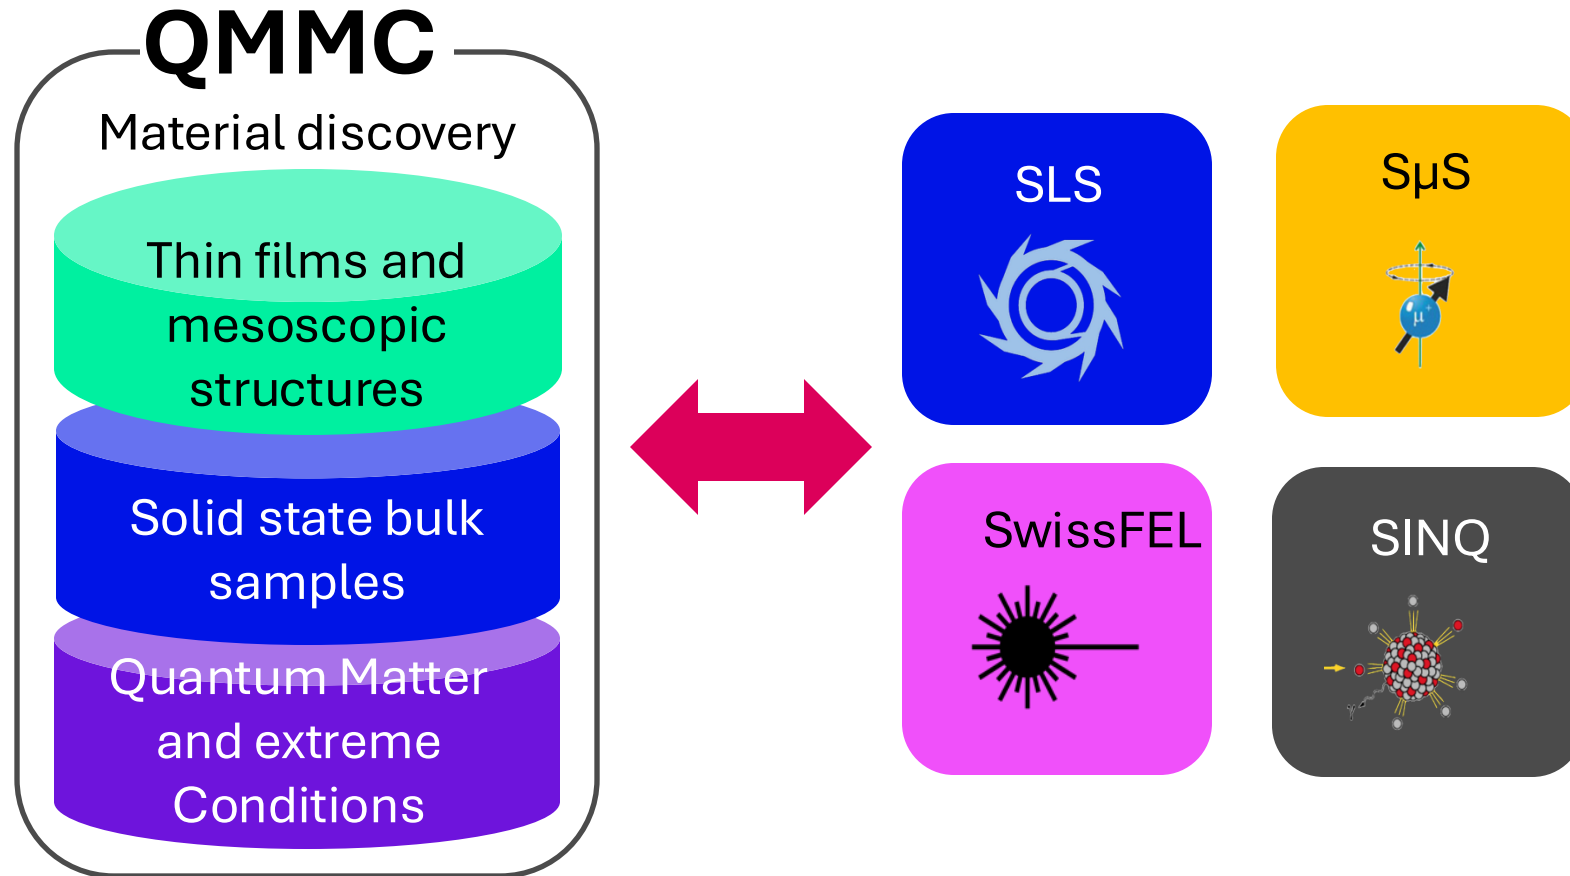 QMMC
Material discovery
Thin films and
mesoscopic
structures
Solid state bulk
samples
Quantum Matter
and extreme
Conditions
SLS
SµS
µ⁺
SwissFEL
SINQ
γ